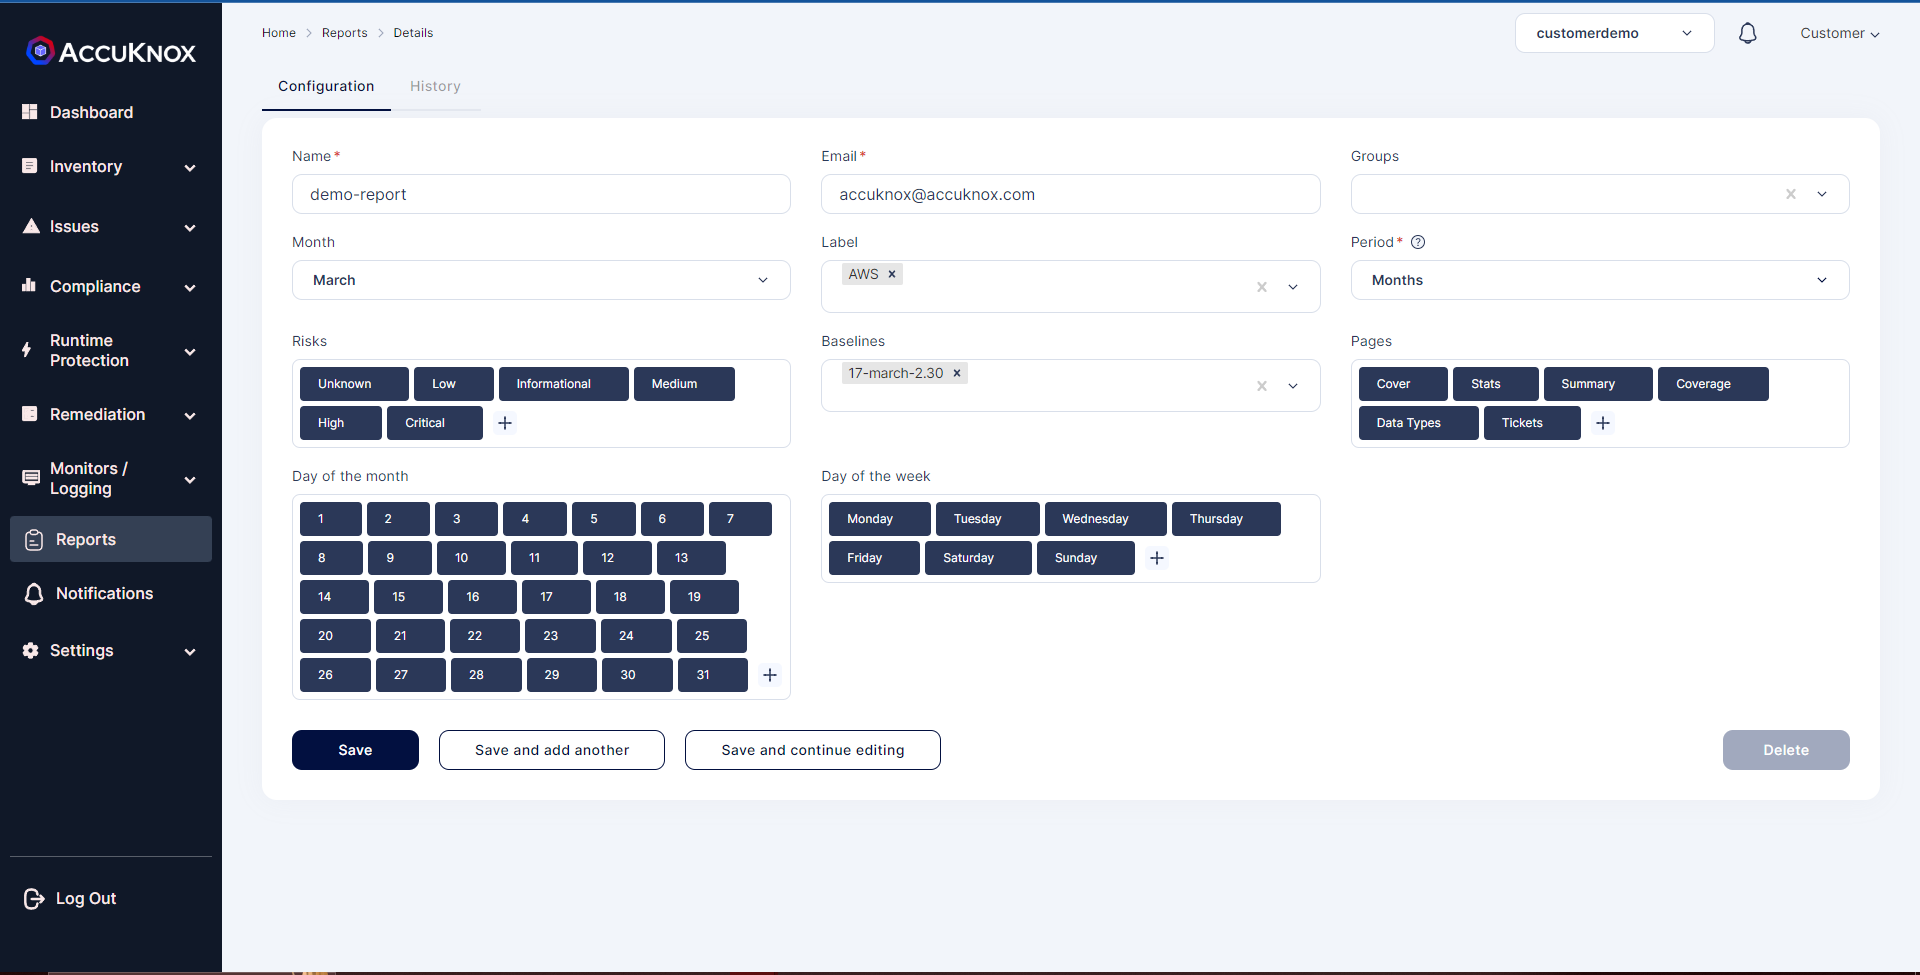 ACCUKNOX
Dashboard
Inventory
Issues
Compliance
Runtime
Protection
Remediation
Monitors /
Logging
Reports
Notifications
Settings
Log Out
Home > Reports > Details
customerdemo
Customer
Configuration
History
Name*
demo-report
Email*
accuknox@accuknox.com
Groups
Month
March
Label
AWS ×
Period* ?
Months
Risks
Unknown Low Informational Medium
High Critical +
Baselines
17-march-2.30 ×
Pages
Cover Stats Summary Coverage
Data Types Tickets +
Day of the month
1 2 3 4 5 6 7
8 9 10 11 12 13
14 15 16 17 18 19
20 21 22 23 24 25
26 27 28 29 30 31 +
Day of the week
Monday Tuesday Wednesday Thursday
Friday Saturday Sunday +
Save
Save and add another
Save and continue editing
Delete